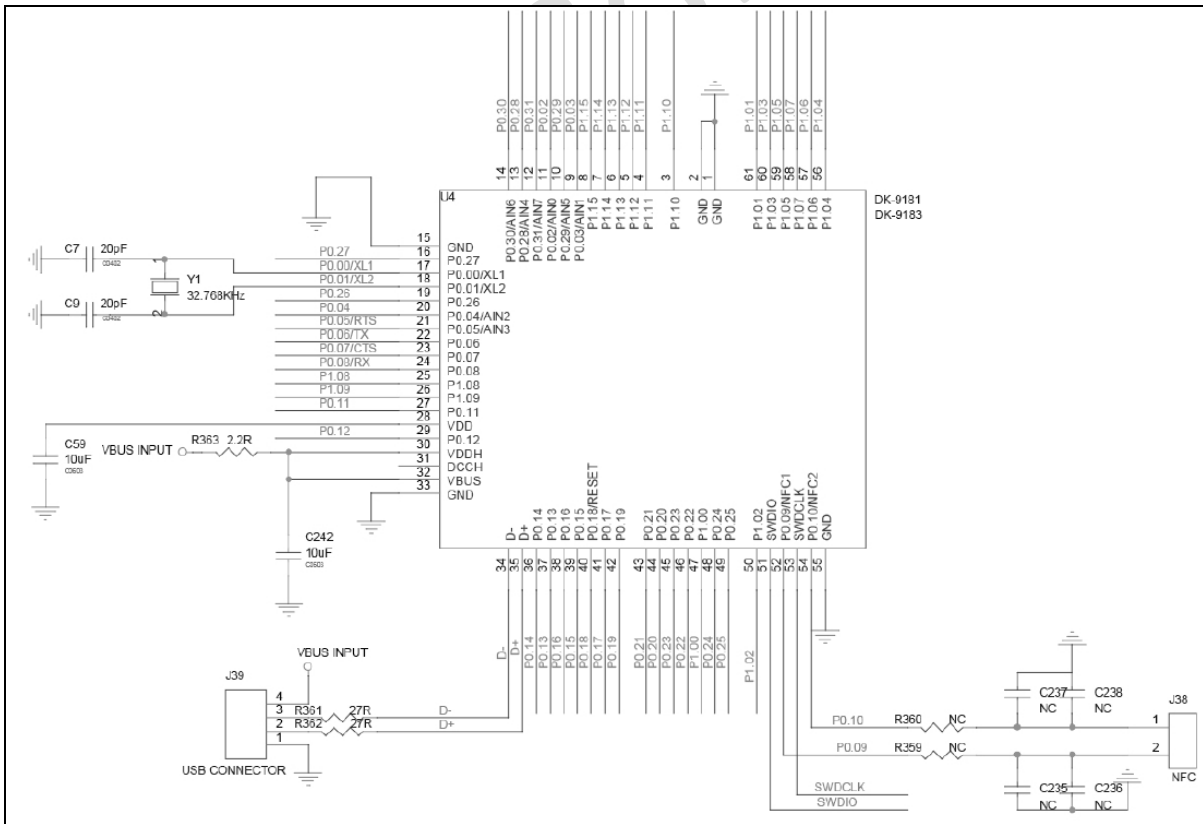 P0.30 P0.28 P0.31 P0.02 P0.29 P0.03 P1.15 P1.14 P1.13 P1.12 P1.11 P1.10 P1.01 P1.03 P1.05 P1.07 P1.06 P1.04
14 13 12 11 10 9 8 7 6 5 4 3 2 1 61 60 59 58 57 56
U4
DK-9181
DK-9183
P0.30/AIN6 P0.28/AIN4 P0.31/AIN7 P0.02/AIN0 P0.29/AIN5 P0.03/AIN1 P1.15 P1.14 P1.13 P1.12 P1.11 P1.10 GND GND P1.01 P1.03 P1.05 P1.07 P1.06 P1.04
15 GND
P0.27 16 P0.27
P0.00/XL1 17 P0.00/XL1
P0.01/XL2 18 P0.01/XL2
P0.26 19 P0.26
P0.04 20 P0.04/AIN2
P0.05/RTS 21 P0.05/AIN3
P0.06/TX 22 P0.06
P0.07/CTS 23 P0.07
P0.08/RX 24 P0.08
P1.08 25 P1.08
P1.09 26 P1.09
P0.11 27 P0.11
28 VDD
P0.12 29 P0.12
30 VDDH
31 DCCH
32 VBUS
33 GND
C7 20pF
C0402
1
Y1
32.768KHz
2
C9 20pF
C0402
C59
10uF
C0603
VBUS INPUT R363 2.2R
C242
10uF
C0603
D- D+ P0.14 P0.13 P0.16 P0.15 P0.18/RESET P0.17 P0.19 P0.21 P0.20 P0.23 P0.22 P1.00 P0.24 P0.25 P1.02 SWDIO P0.09/NFC1 SWDCLK P0.10/NFC2 GND
34 35 36 37 38 39 40 41 42 43 44 45 46 47 48 49 50 51 52 53 54 55
D- D+ P0.14 P0.13 P0.16 P0.15 P0.18 P0.17 P0.19 P0.21 P0.20 P0.23 P0.22 P1.00 P0.24 P0.25 P1.02
VBUS INPUT
J39
4
3 R361 27R D-
2 R362 27R D+
1
USB CONNECTOR
C237 NC
C238 NC
J38
P0.10 R360 NC 1
P0.09 R359 NC 2
NFC
C235 NC
C236 NC
SWDCLK
SWDIO